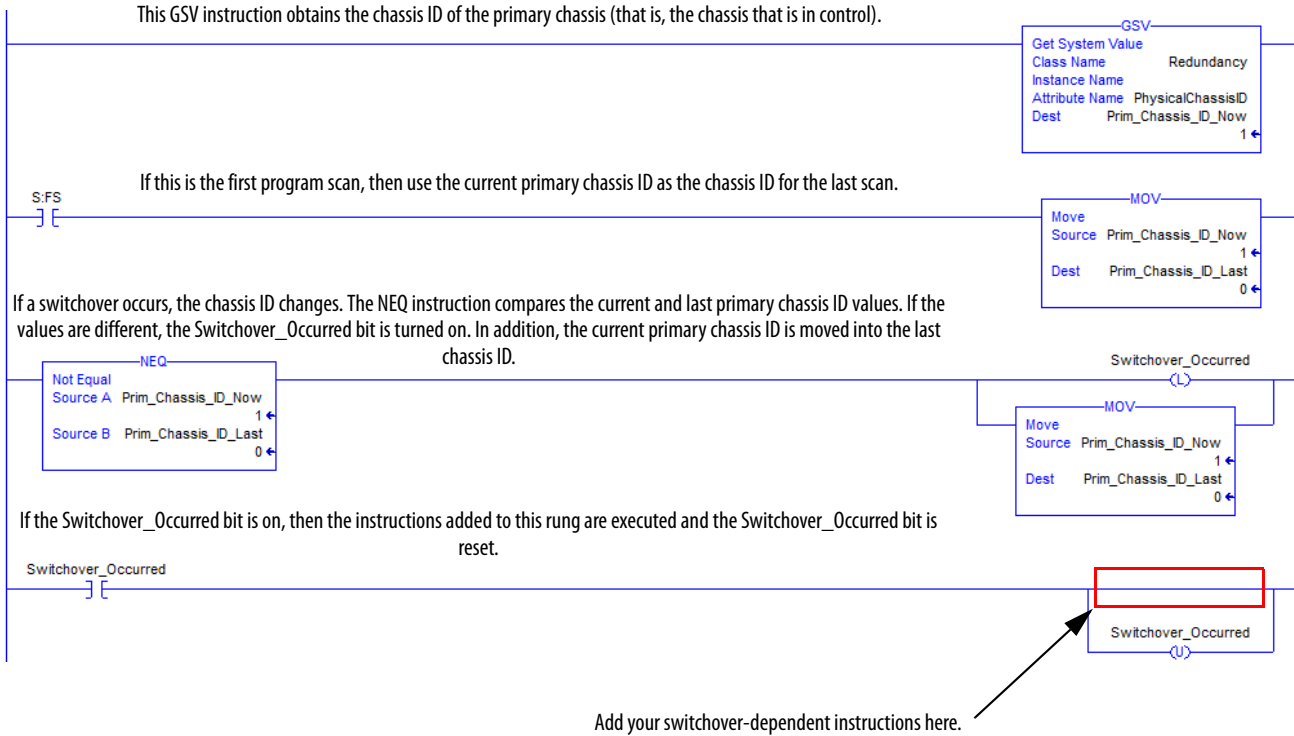 This GSV instruction obtains the chassis ID of the primary chassis (that is, the chassis that is in control).
GSV
Get System Value
Class Name Redundancy
Instance Name
Attribute Name PhysicalChassisID
Dest Prim_Chassis_ID_Now
1
If this is the first program scan, then use the current primary chassis ID as the chassis ID for the last scan.
S:FS
MOV
Move
Source Prim_Chassis_ID_Now
1
Dest Prim_Chassis_ID_Last
0
If a switchover occurs, the chassis ID changes. The NEQ instruction compares the current and last primary chassis ID values. If the
values are different, the Switchover_Occurred bit is turned on. In addition, the current primary chassis ID is moved into the last
chassis ID.
NEQ
Not Equal
Source A Prim_Chassis_ID_Now
1
Source B Prim_Chassis_ID_Last
0
Switchover_Occurred
L
MOV
Move
Source Prim_Chassis_ID_Now
1
Dest Prim_Chassis_ID_Last
0
If the Switchover_Occurred bit is on, then the instructions added to this rung are executed and the Switchover_Occurred bit is
reset.
Switchover_Occurred
Switchover_Occurred
U
Add your switchover-dependent instructions here.